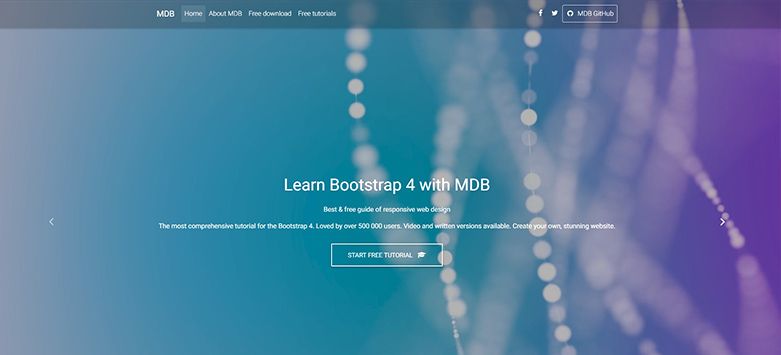 MDB Home About MDB Free download Free tutorials MDB GitHub
Learn Bootstrap 4 with MDB
Best & free guide of responsive web design
The most comprehensive tutorial for the Bootstrap 4. Loved by over 500 000 users. Video and written versions available. Create your own, stunning website.
START FREE TUTORIAL